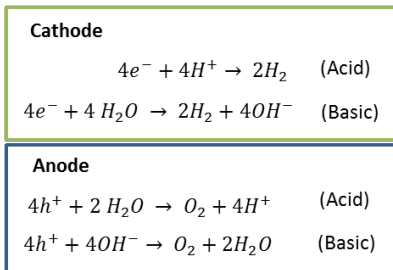 Cathode
4e⁻ + 4H⁺ → 2H₂ (Acid)
4e⁻ + 4 H₂O → 2H₂ + 4OH⁻ (Basic)
Anode
4h⁺ + 2 H₂O → O₂ + 4H⁺ (Acid)
4h⁺ + 4OH⁻ → O₂ + 2H₂O (Basic)